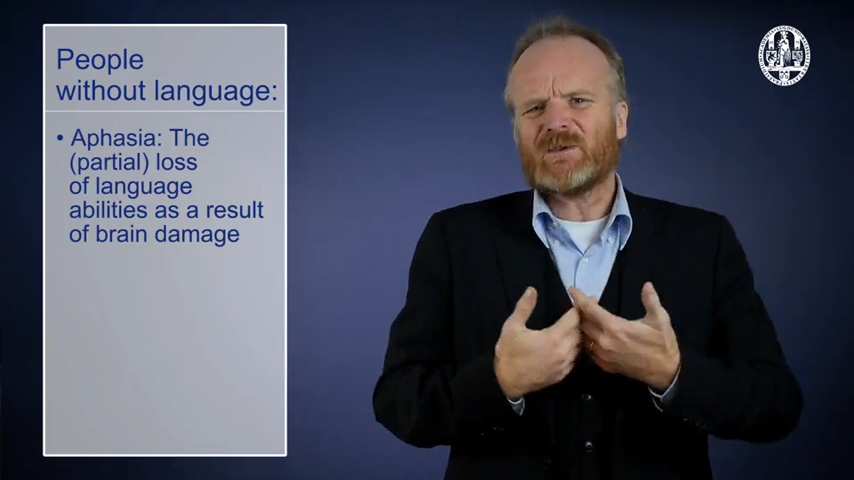 People
without language:
• Aphasia: The
(partial) loss
of language
abilities as a result
of brain damage